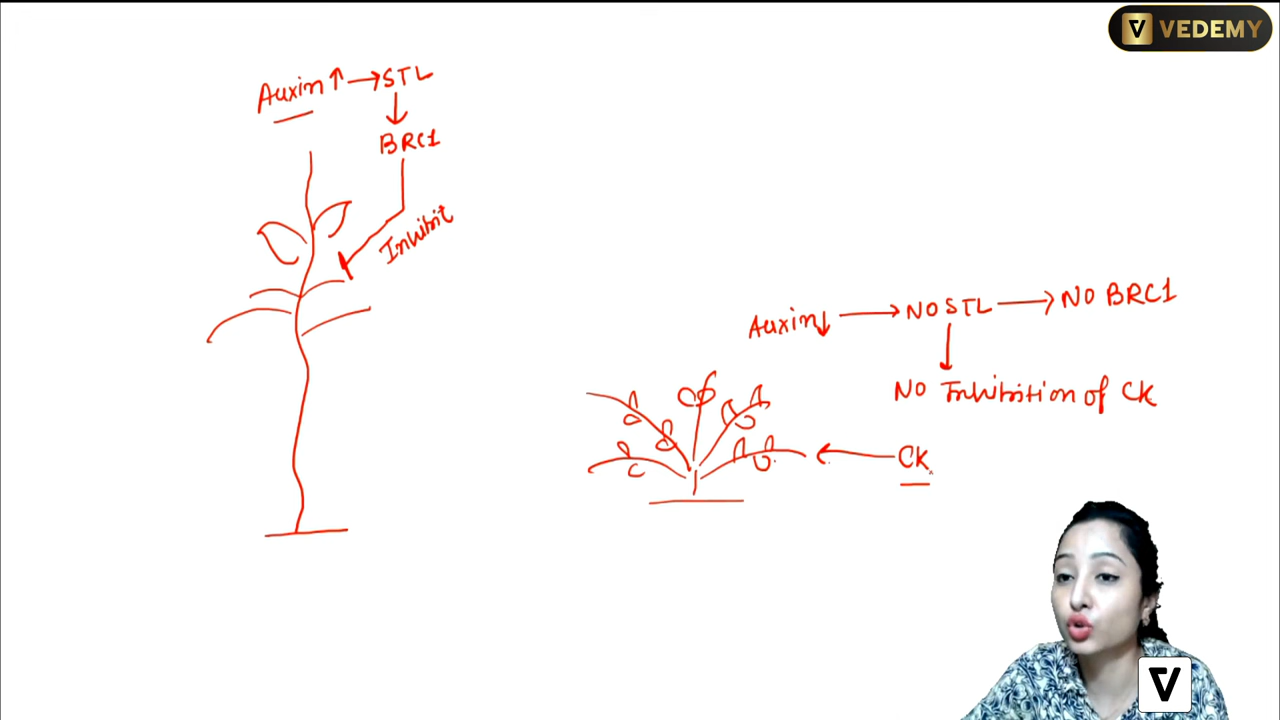 VEDEMY
Auxin↑ → STL
↓
BRC1
Inhibit
Auxin↓ → NO STL → NO BRC1
↓
NO Inhibition of CK
← CK